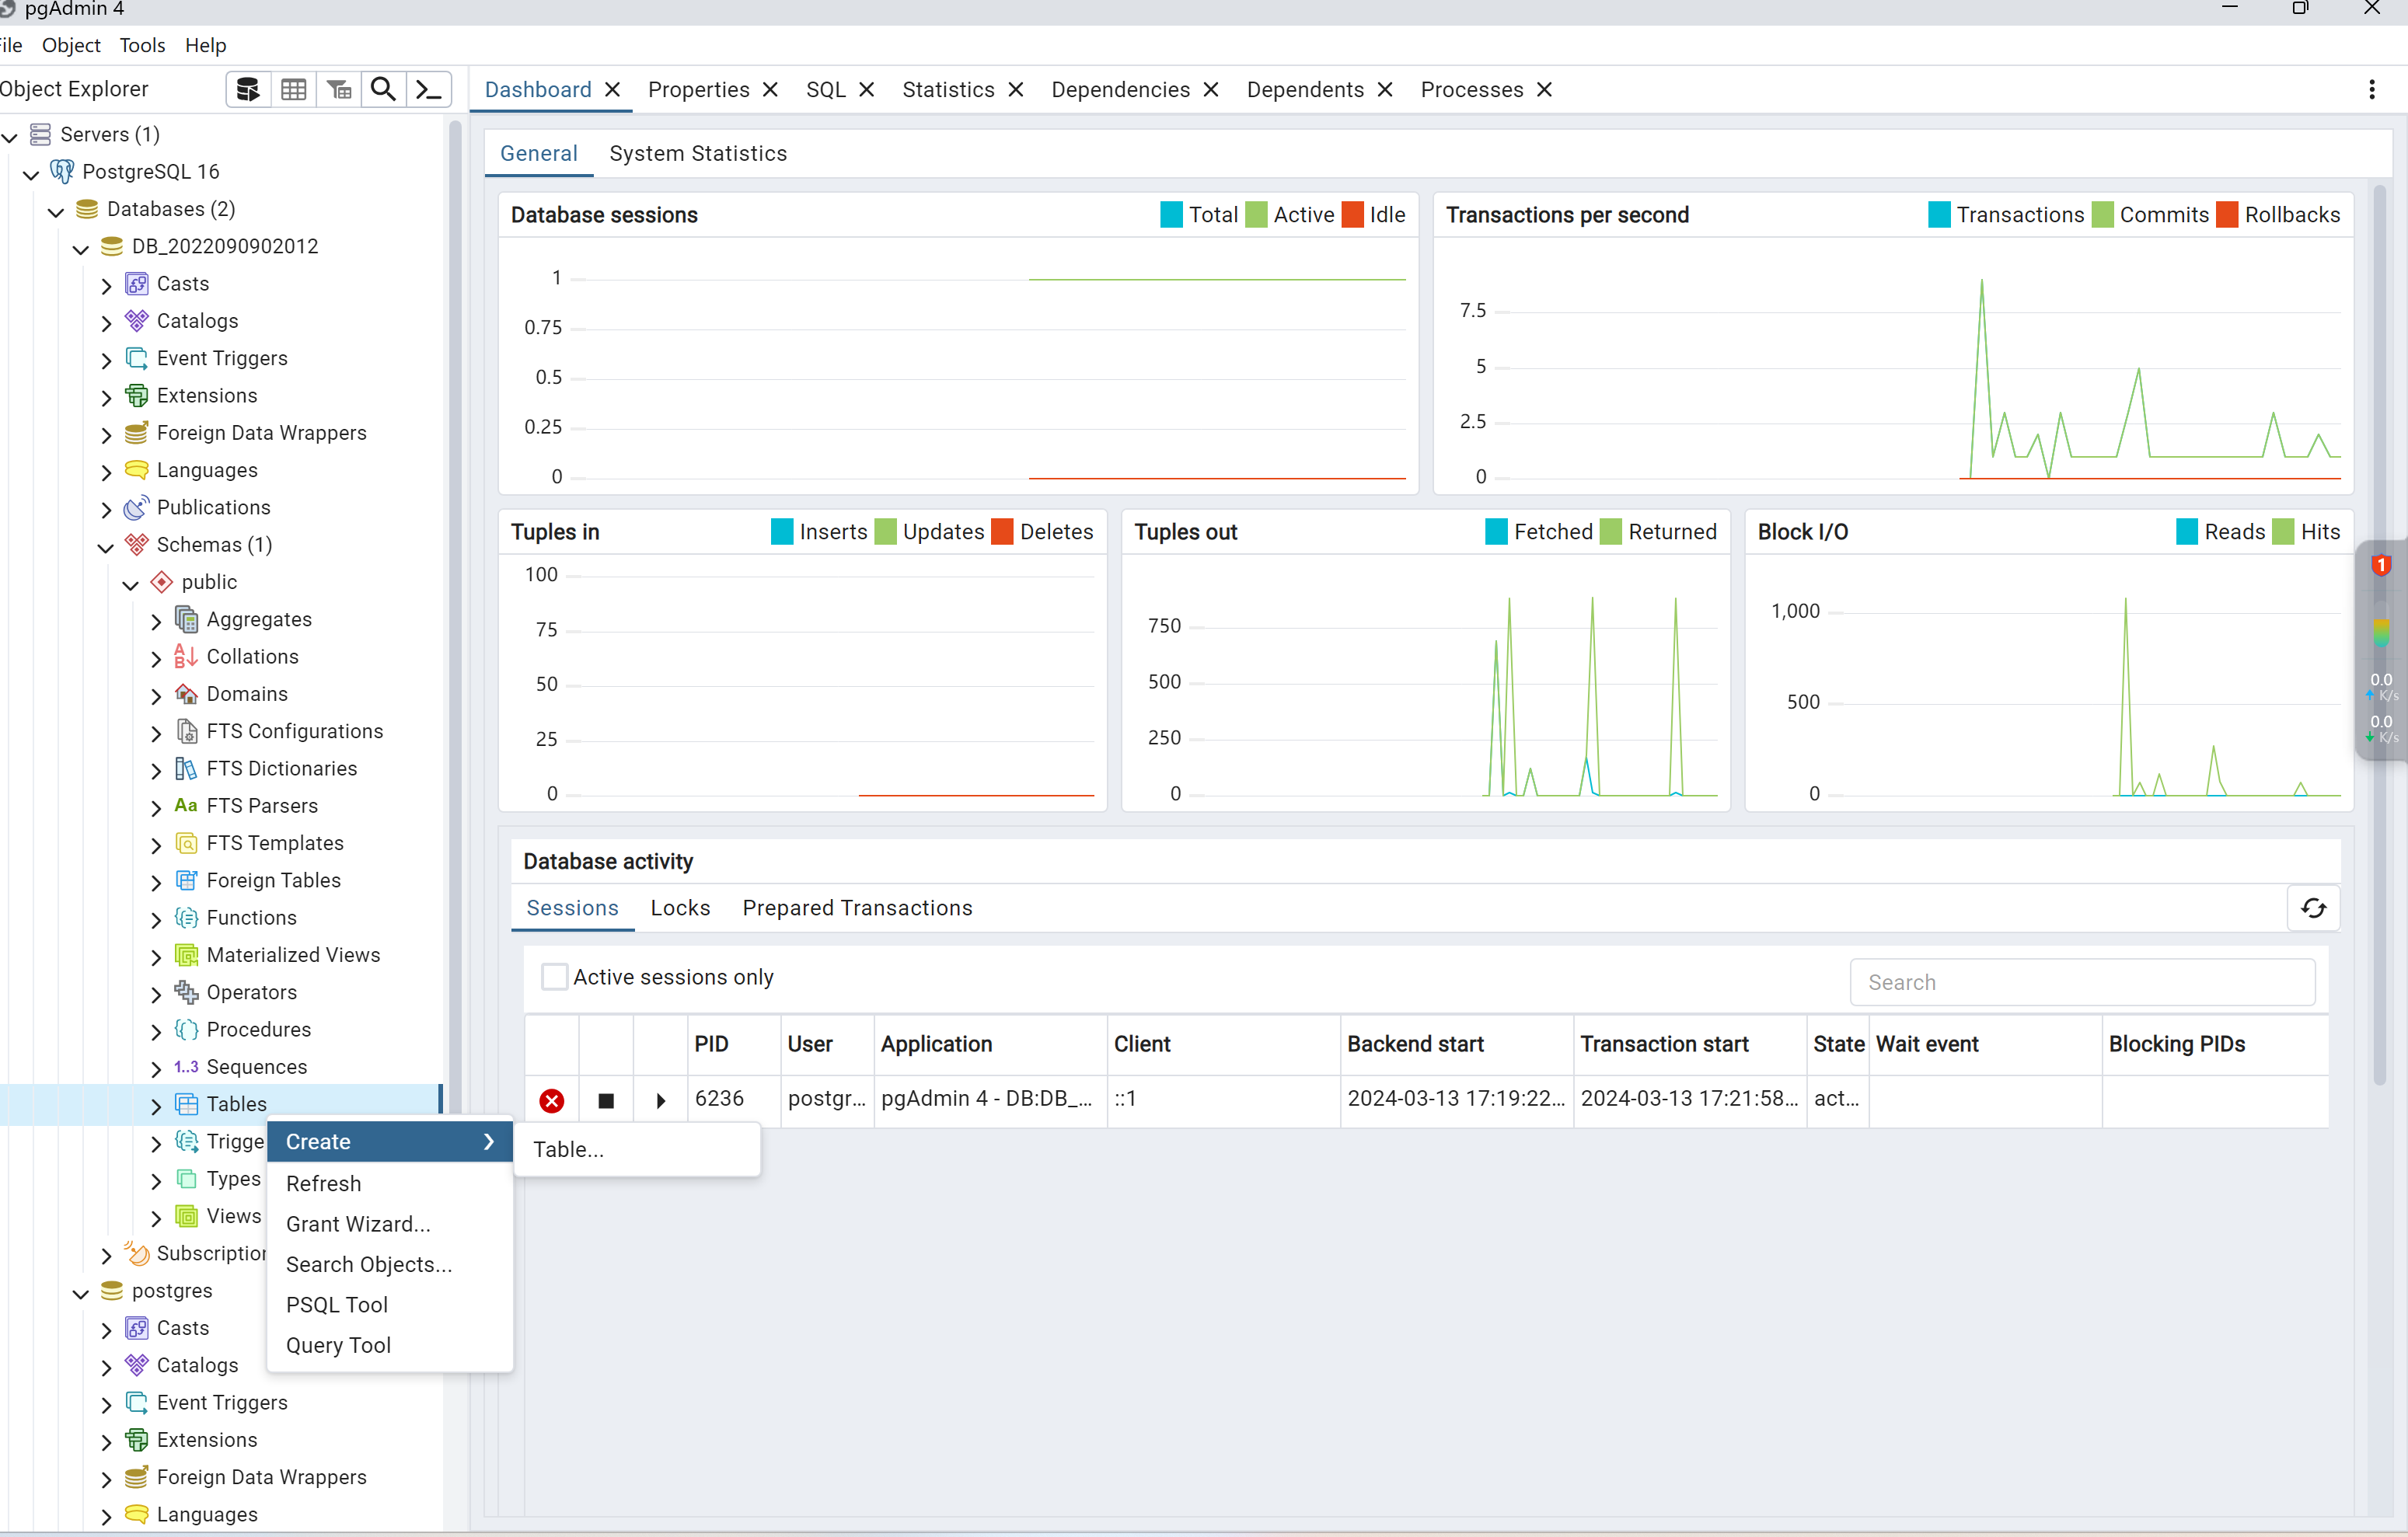 pgAdmin 4
File Object Tools Help
Object Explorer
Dashboard Properties SQL Statistics Dependencies Dependents Processes
Servers (1)
PostgreSQL 16
Databases (2)
DB_2022090902012
Casts
Catalogs
Event Triggers
Extensions
Foreign Data Wrappers
Languages
Publications
Schemas (1)
public
Aggregates
Collations
Domains
FTS Configurations
FTS Dictionaries
Aa FTS Parsers
FTS Templates
Foreign Tables
Functions
Materialized Views
Operators
Procedures
1..3 Sequences
Tables
Trigge
Types
Views
Subscription
postgres
Casts
Catalogs
Event Triggers
Extensions
Foreign Data Wrappers
Languages
Create
Refresh
Grant Wizard...
Search Objects...
PSQL Tool
Query Tool
Table...
General System Statistics
Database sessions Total Active Idle
1
0.75
0.5
0.25
0
Transactions per second Transactions Commits Rollbacks
7.5
5
2.5
0
Tuples in Inserts Updates Deletes
100
75
50
25
0
Tuples out Fetched Returned
750
500
250
0
Block I/O Reads Hits
1,000
500
0
Database activity
Sessions Locks Prepared Transactions
Active sessions only
Search
PID User Application Client Backend start Transaction start State Wait event Blocking PIDs
6236 postgr... pgAdmin 4 - DB:DB_... ::1 2024-03-13 17:19:22... 2024-03-13 17:21:58... act...
1
0.0
K/s
0.0
K/s